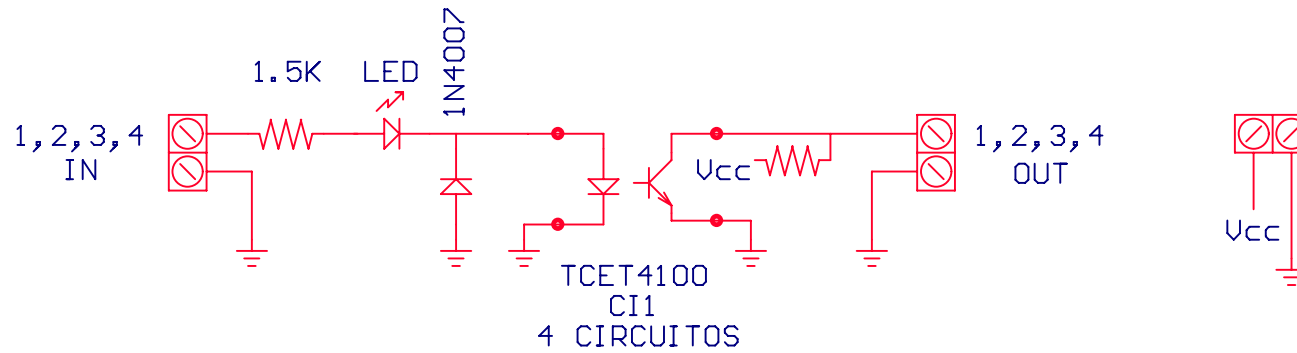 1.5K
LED
1N4007
1,2,3,4
IN
Vcc
1,2,3,4
OUT
Vcc
TCET4100
CI1
4 CIRCUITOS